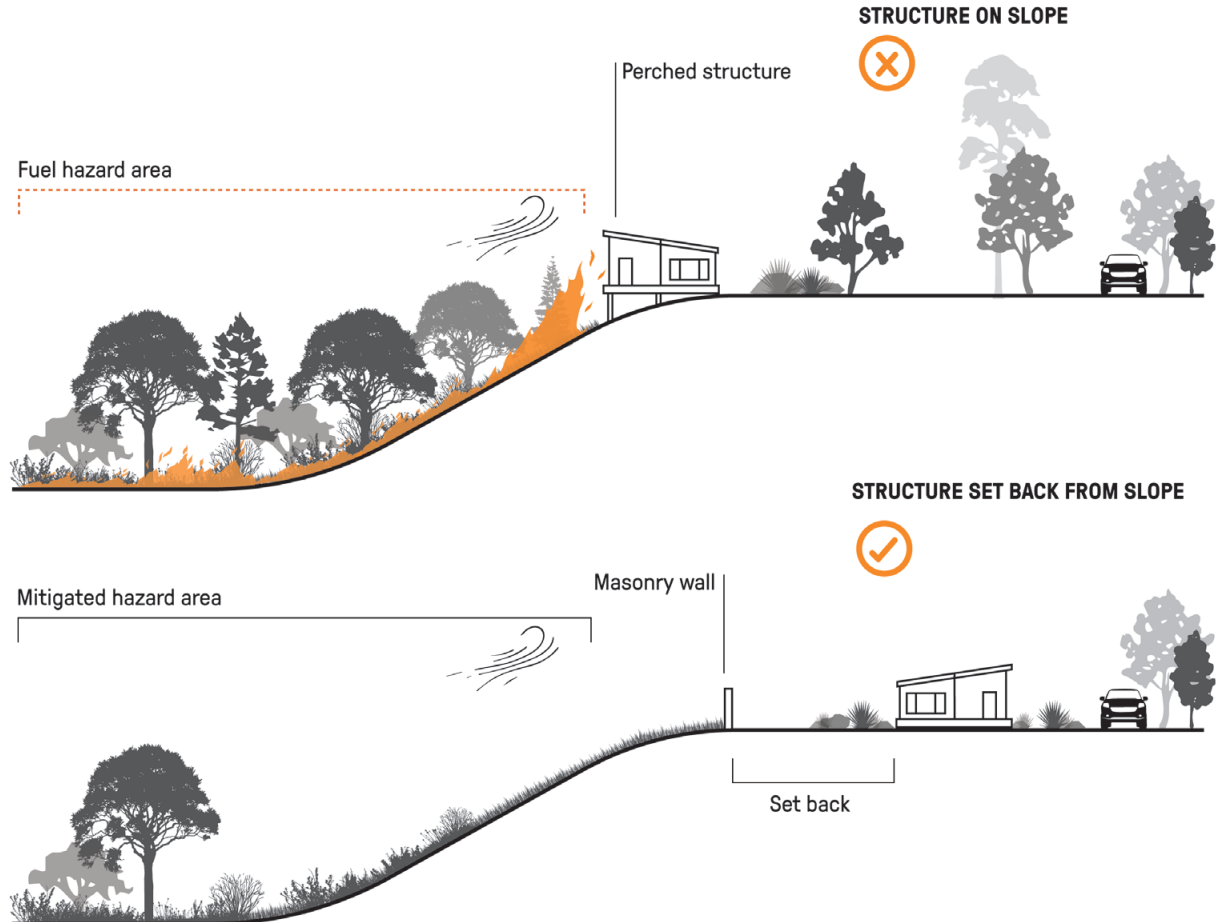 STRUCTURE ON SLOPE
Perched structure
Fuel hazard area
STRUCTURE SET BACK FROM SLOPE
Masonry wall
Mitigated hazard area
Set back